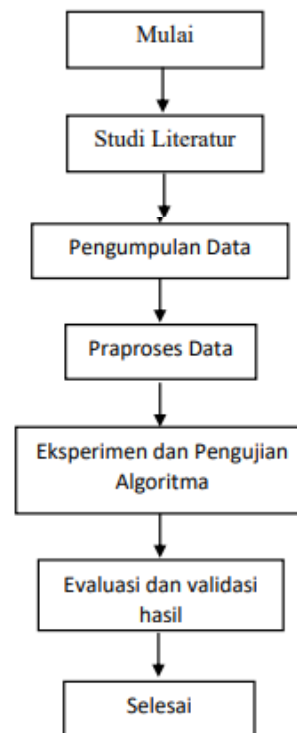 Mulai
Studi Literatur
Pengumpulan Data
Praproses Data
Eksperimen dan Pengujian
Algoritma
Evaluasi dan validasi
hasil
Selesai